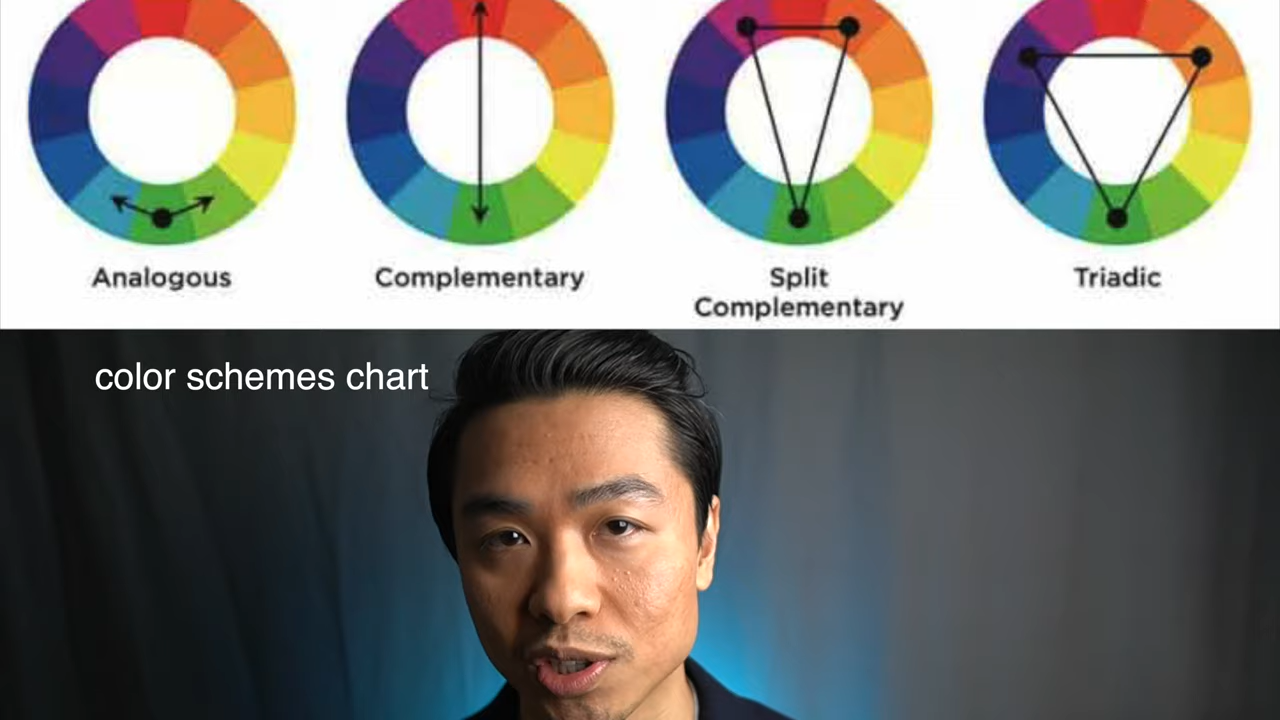 Analogous
Complementary
Split
Complementary
Triadic
color schemes chart